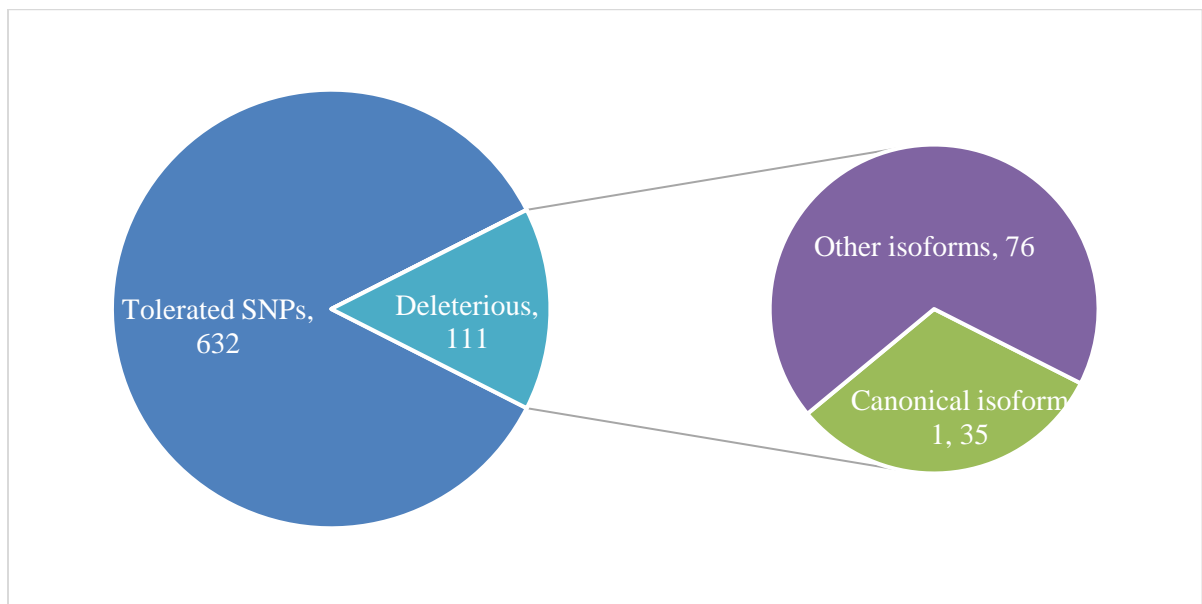 Tolerated SNPs,
632
Deleterious,
111
Other isoforms, 76
Canonical isoform
1, 35